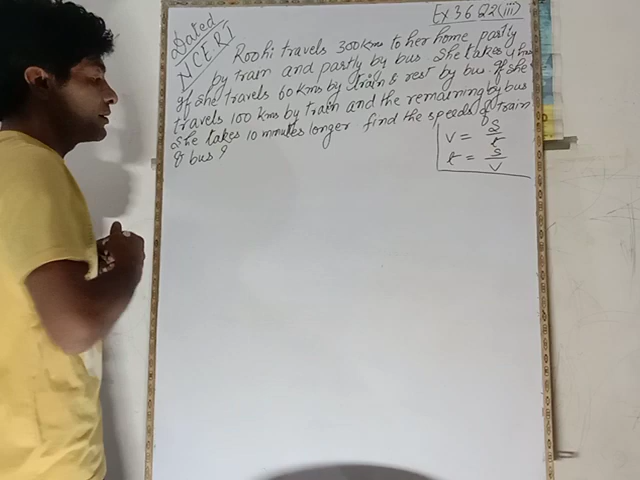 Ex 3.6 Q2(iii)
Dated
NCERT
Roohi travels 300kms to her home partly
by train and partly by bus She takes 4 hrs
If she travels 60 kms by train & rest by bus. If she
travels 100 kms by train and the remaining by bus
She takes 10 minutes longer find the speeds of train
& bus ?
V = S/t
t = S/V